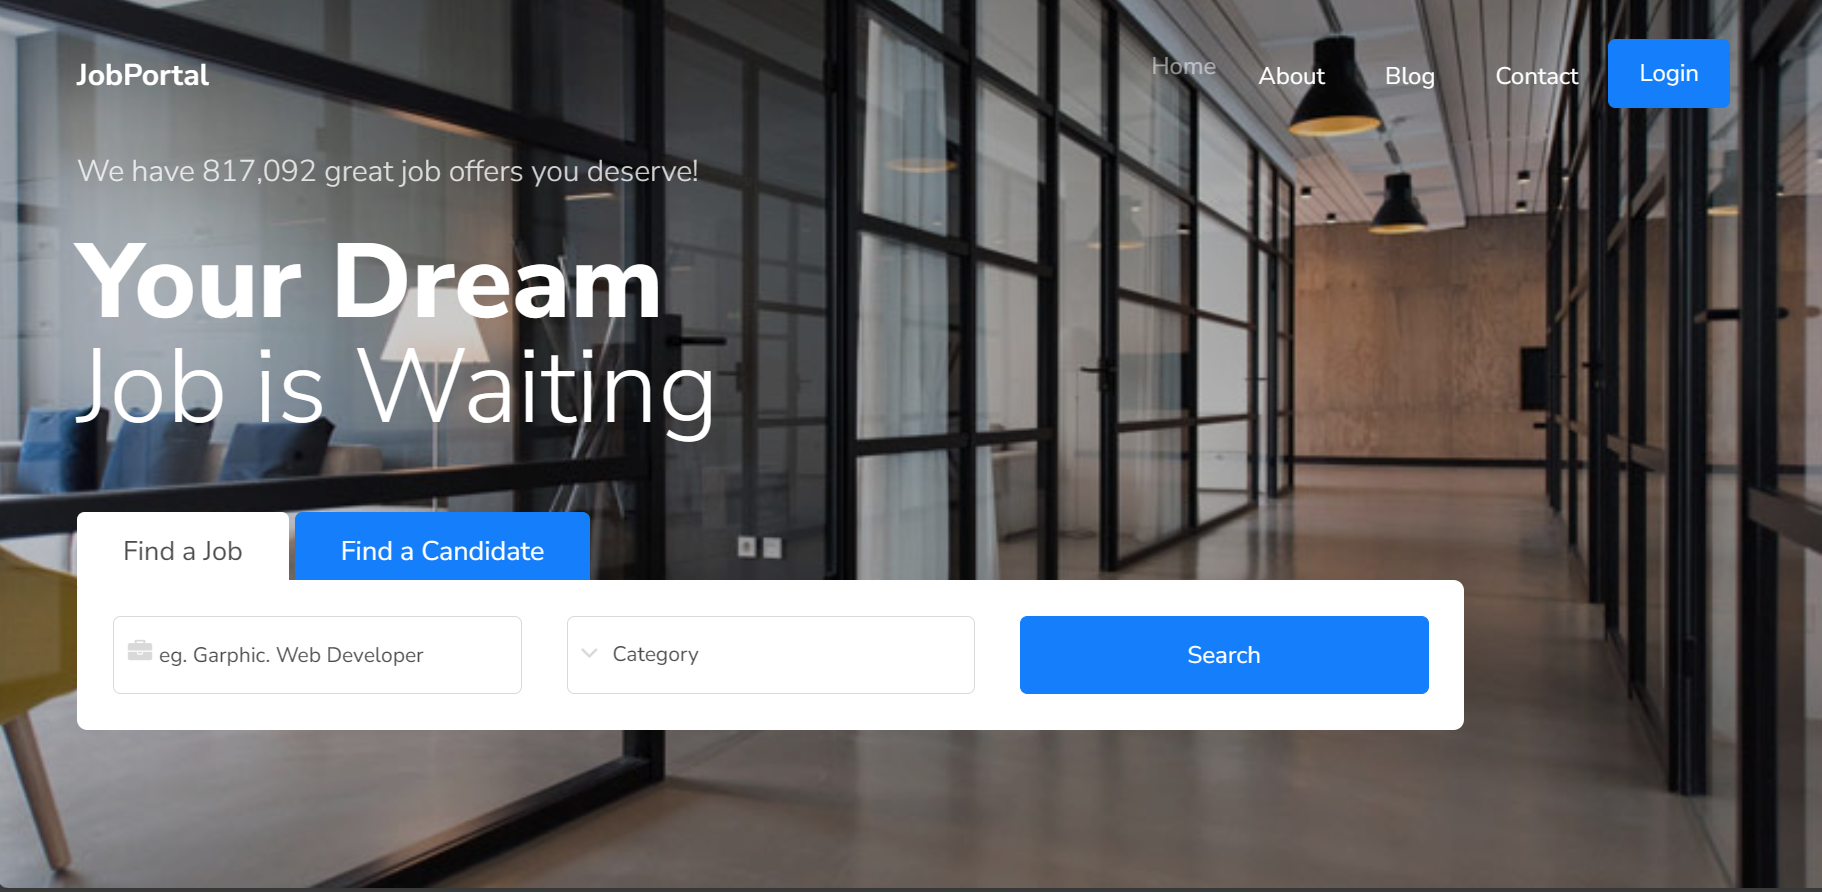 JobPortal Home About Blog Contact Login
We have 817,092 great job offers you deserve!
Your Dream
Job is Waiting
Find a Job Find a Candidate
eg. Garphic. Web Developer Category Search